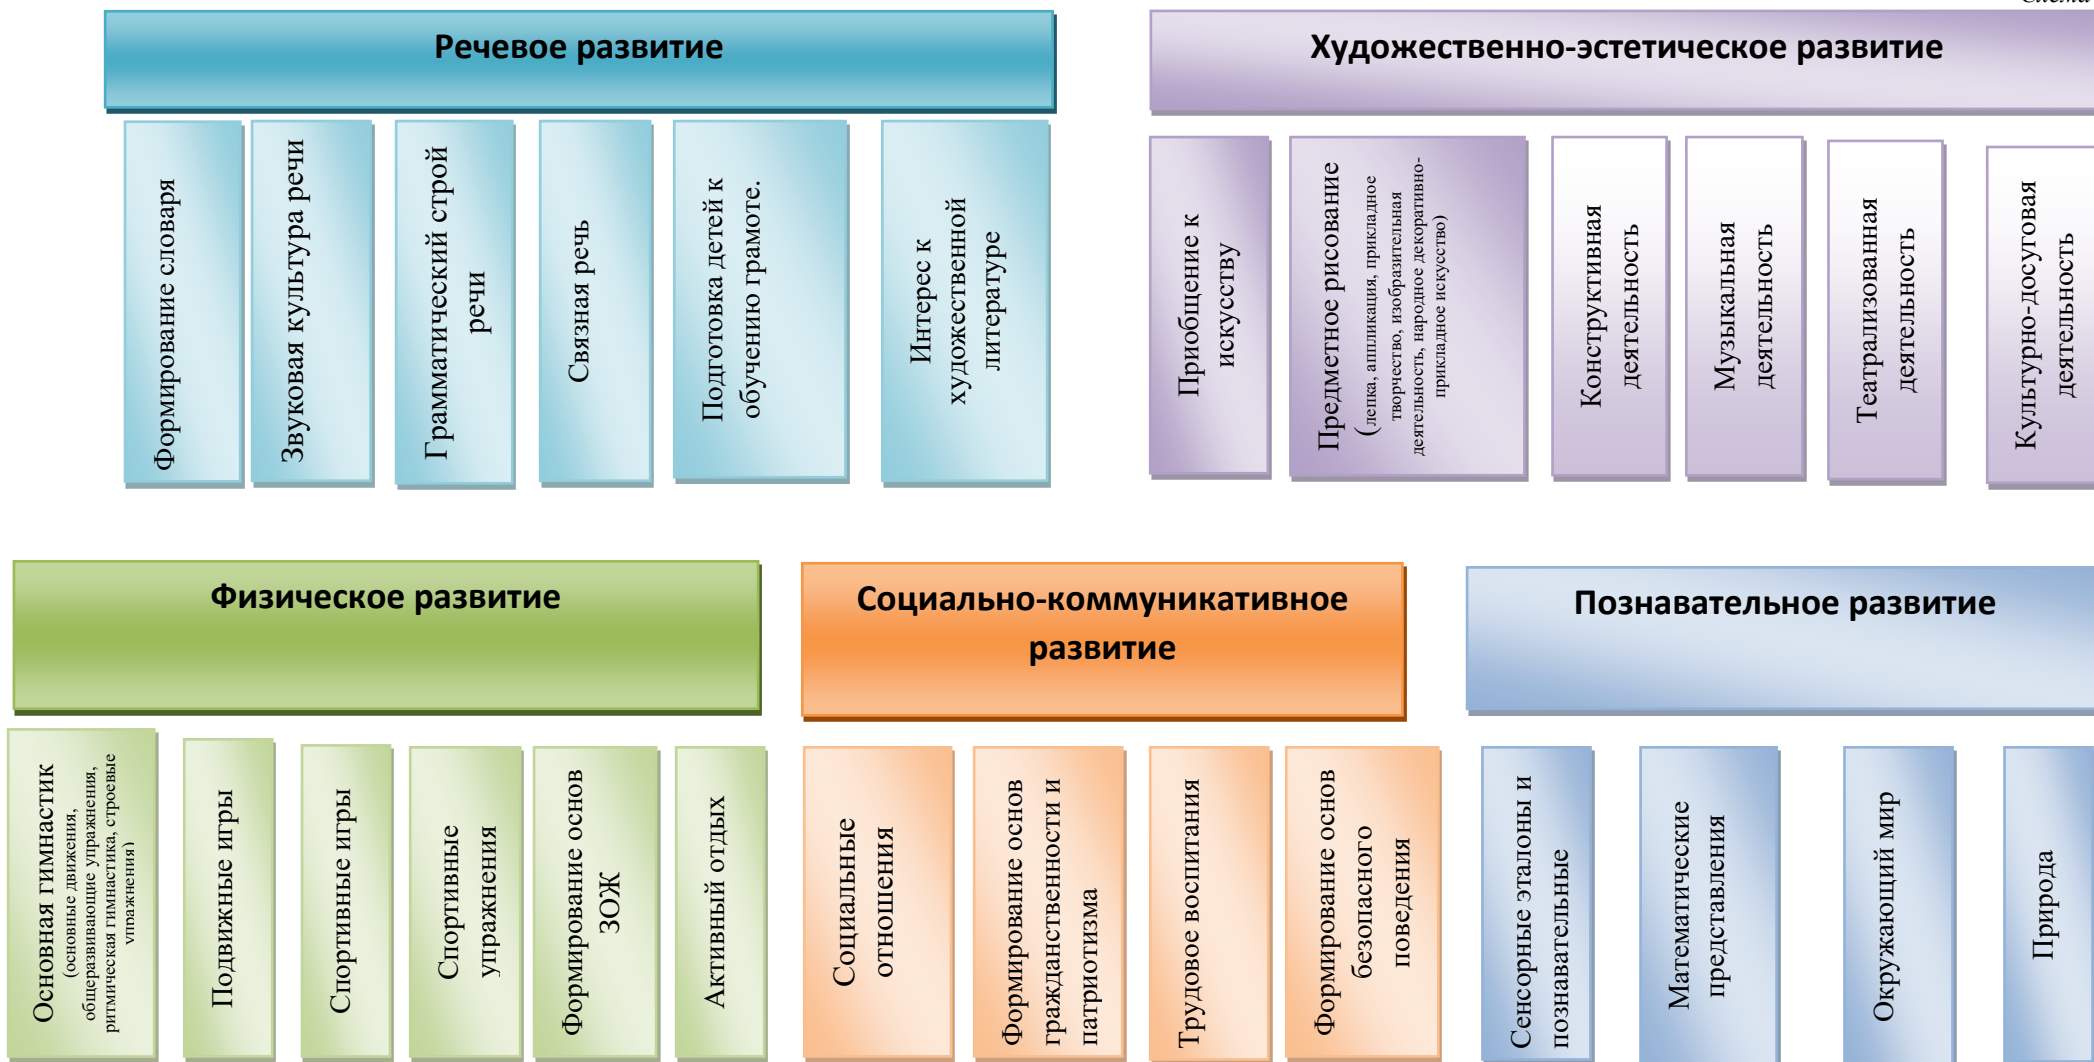 Речевое развитие
Художественно-эстетическое развитие
Формирование словаря
Звуковая культура речи
Грамматический строй
речи
Связная речь
Подготовка детей к
обучению грамоте.
Интерес к
художественной
литературе
Приобщение к
искусству
Предметное рисование
(лепка, аппликация, прикладное
творчество, изобразительная
деятельность, народное декоративно-
прикладное искусство)
Конструктивная
деятельность
Музыкальная
деятельность
Театрализованная
деятельность
Культурно-досуговая
деятельность
Физическое развитие
Социально-коммуникативное
развитие
Познавательное развитие
Основная гимнастик
(основные движения,
общеразвивающие упражнения,
ритмическая гимнастика, строевые
упражнения)
Подвижные игры
Спортивные игры
Спортивные
упражнения
Формирование основ
ЗОЖ
Активный отдых
Социальные
отношения
Формирование основ
гражданственности и
патриотизма
Трудовое воспитания
Формирование основ
безопасного
поведения
Сенсорные эталоны и
познавательные
Математические
представления
Окружающий мир
Природа